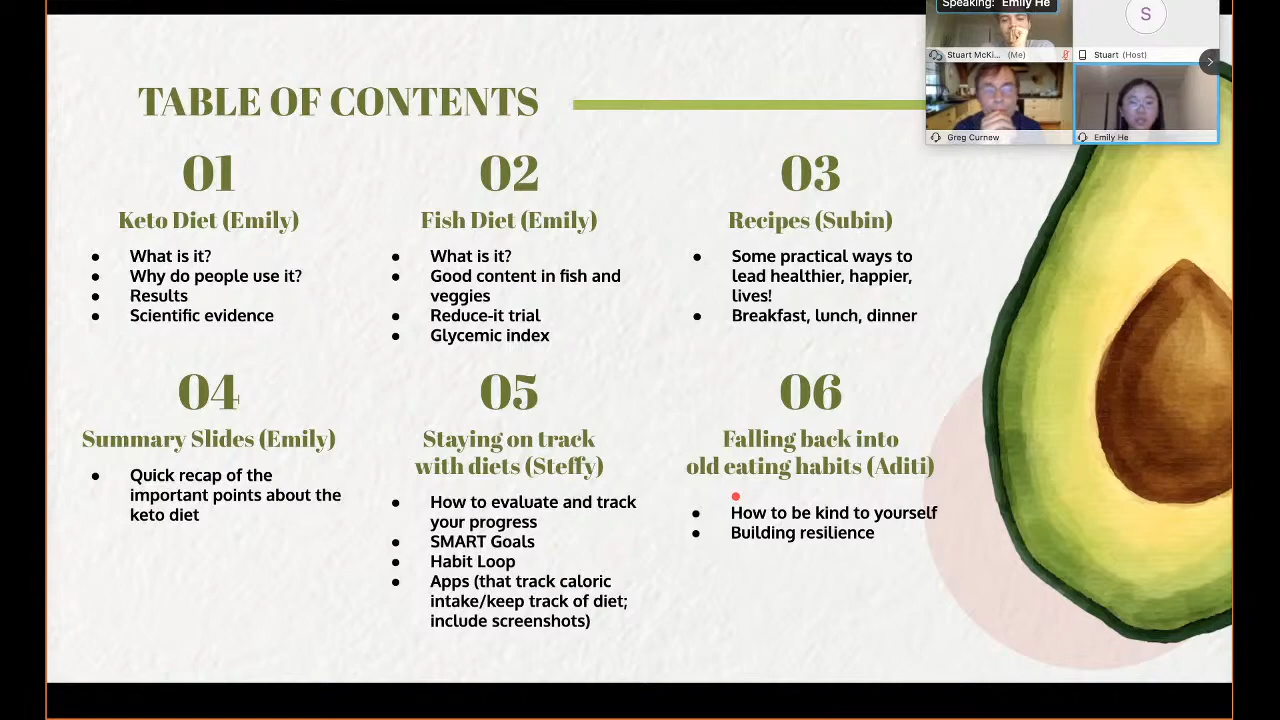 Speaking: Emily He
S
Stuart McKi... (Me)
Stuart (Host)
Greg Curnew
Emily He
TABLE OF CONTENTS
01
Keto Diet (Emily)
What is it?
Why do people use it?
Results
Scientific evidence
02
Fish Diet (Emily)
What is it?
Good content in fish and
veggies
Reduce-it trial
Glycemic index
03
Recipes (Subin)
Some practical ways to
lead healthier, happier,
lives!
Breakfast, lunch, dinner
04
Summary Slides (Emily)
Quick recap of the
important points about the
keto diet
05
Staying on track
with diets (Steffy)
How to evaluate and track
your progress
SMART Goals
Habit Loop
Apps (that track caloric
intake/keep track of diet;
include screenshots)
06
Falling back into
old eating habits (Aditi)
How to be kind to yourself
Building resilience